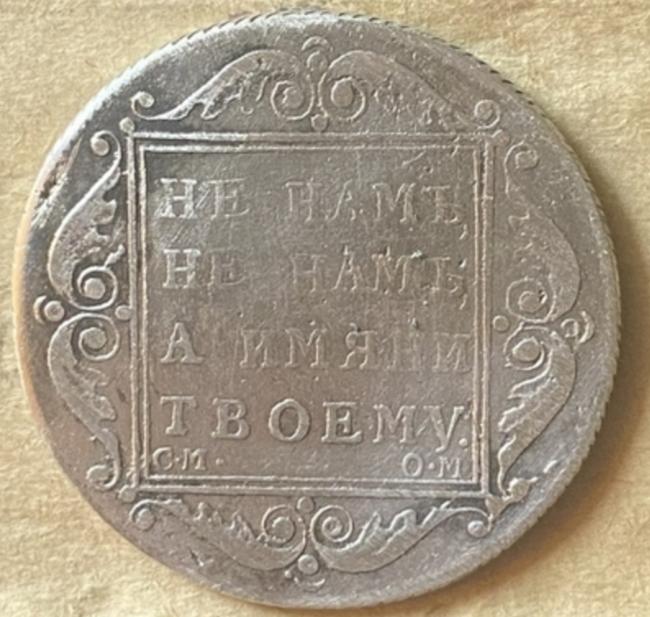 НЕ НАМЪ,
НЕ НАМЪ,
А ИМЯНИ
ТВОЕМУ.
С·М· О·М·